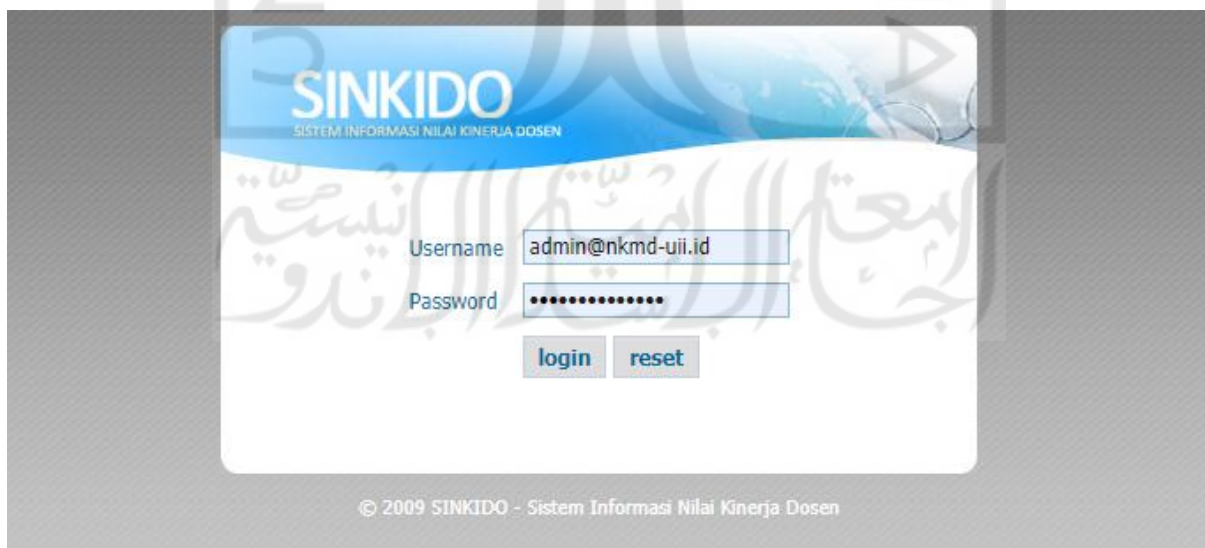 SINKIDO
SISTEM INFORMASI NILAI KINERJA DOSEN
Username admin@nkmd-uii.id
Password ••••••••••••••
login reset
© 2009 SINKIDO - Sistem Informasi Nilai Kinerja Dosen